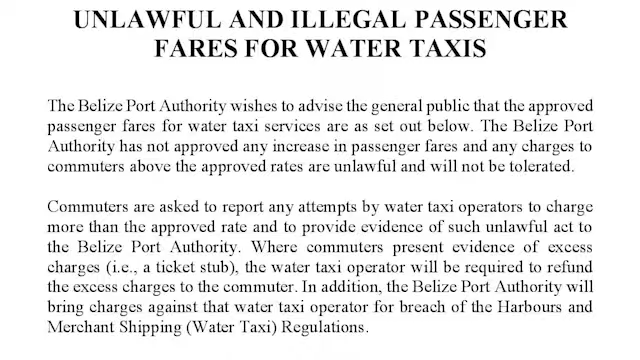 UNLAWFUL AND ILLEGAL PASSENGER
FARES FOR WATER TAXIS
The Belize Port Authority wishes to advise the general public that the approved
passenger fares for water taxi services are as set out below. The Belize Port
Authority has not approved any increase in passenger fares and any charges to
commuters above the approved rates are unlawful and will not be tolerated.
Commuters are asked to report any attempts by water taxi operators to charge
more than the approved rate and to provide evidence of such unlawful act to
the Belize Port Authority. Where commuters present evidence of excess
charges (i.e., a ticket stub), the water taxi operator will be required to refund
the excess charges to the commuter. In addition, the Belize Port Authority will
bring charges against that water taxi operator for breach of the Harbours and
Merchant Shipping (Water Taxi) Regulations.